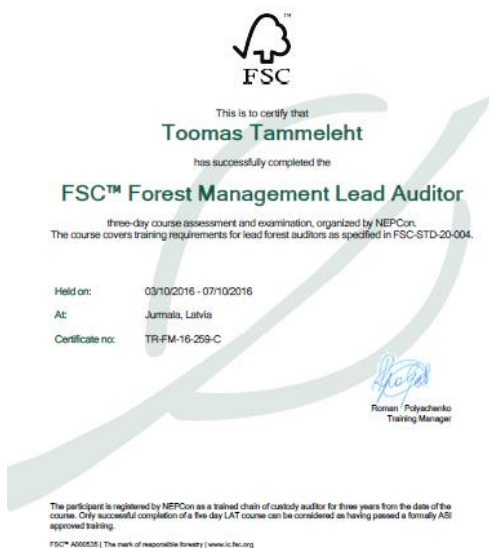 FSC™
This is to certify that
Toomas Tammeleht
has successfully completed the
FSC™ Forest Management Lead Auditor
three-day course assessment and examination, organized by NEPCon.
The course covers training requirements for lead forest auditors as specified in FSC-STD-20-004.
Held on: 03/10/2016 - 07/10/2016
At: Jurmala, Latvia
Certificate no: TR-FM-16-259-C
Roman Polyachenko
Training Manager
The participant is registered by NEPCon as a trained chain of custody auditor for three years from the date of the
course. Only successful completion of a five day LAT course can be considered as having passed a formally ASI
approved training.
FSC™ A000535 | The mark of responsible forestry | www.ic.fsc.org